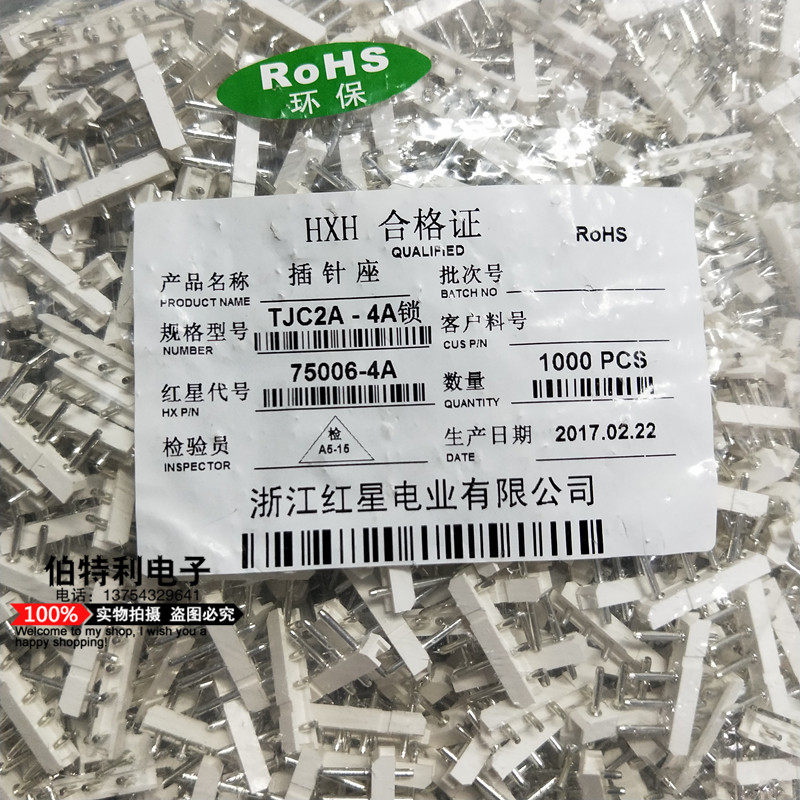 RoHS
环保
HXH 合格证
QUALIFIED
RoHS
产品名称 插针座
PRODUCT NAME
批次号
BATCH NO
规格型号 TJC2A - 4A锁
NUMBER
客户料号
CUS P/N
红星代号 75006-4A
HX P/N
数量 1000 PCS
QUANTITY
检验员 检
INSPECTOR A5-15
生产日期 2017.02.22
DATE
浙江红星电业有限公司
伯特利电子
电话: 13754329641
100% 实物拍摄 盗图必究
Welcome to my shop, I wish you a
happy shopping!